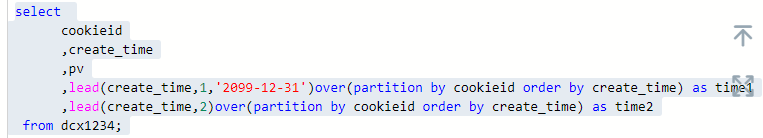 select
cookieid
,create_time
,pv
,lead(create_time,1,'2099-12-31')over(partition by cookieid order by create_time) as time1
,lead(create_time,2)over(partition by cookieid order by create_time) as time2
from dcx1234;